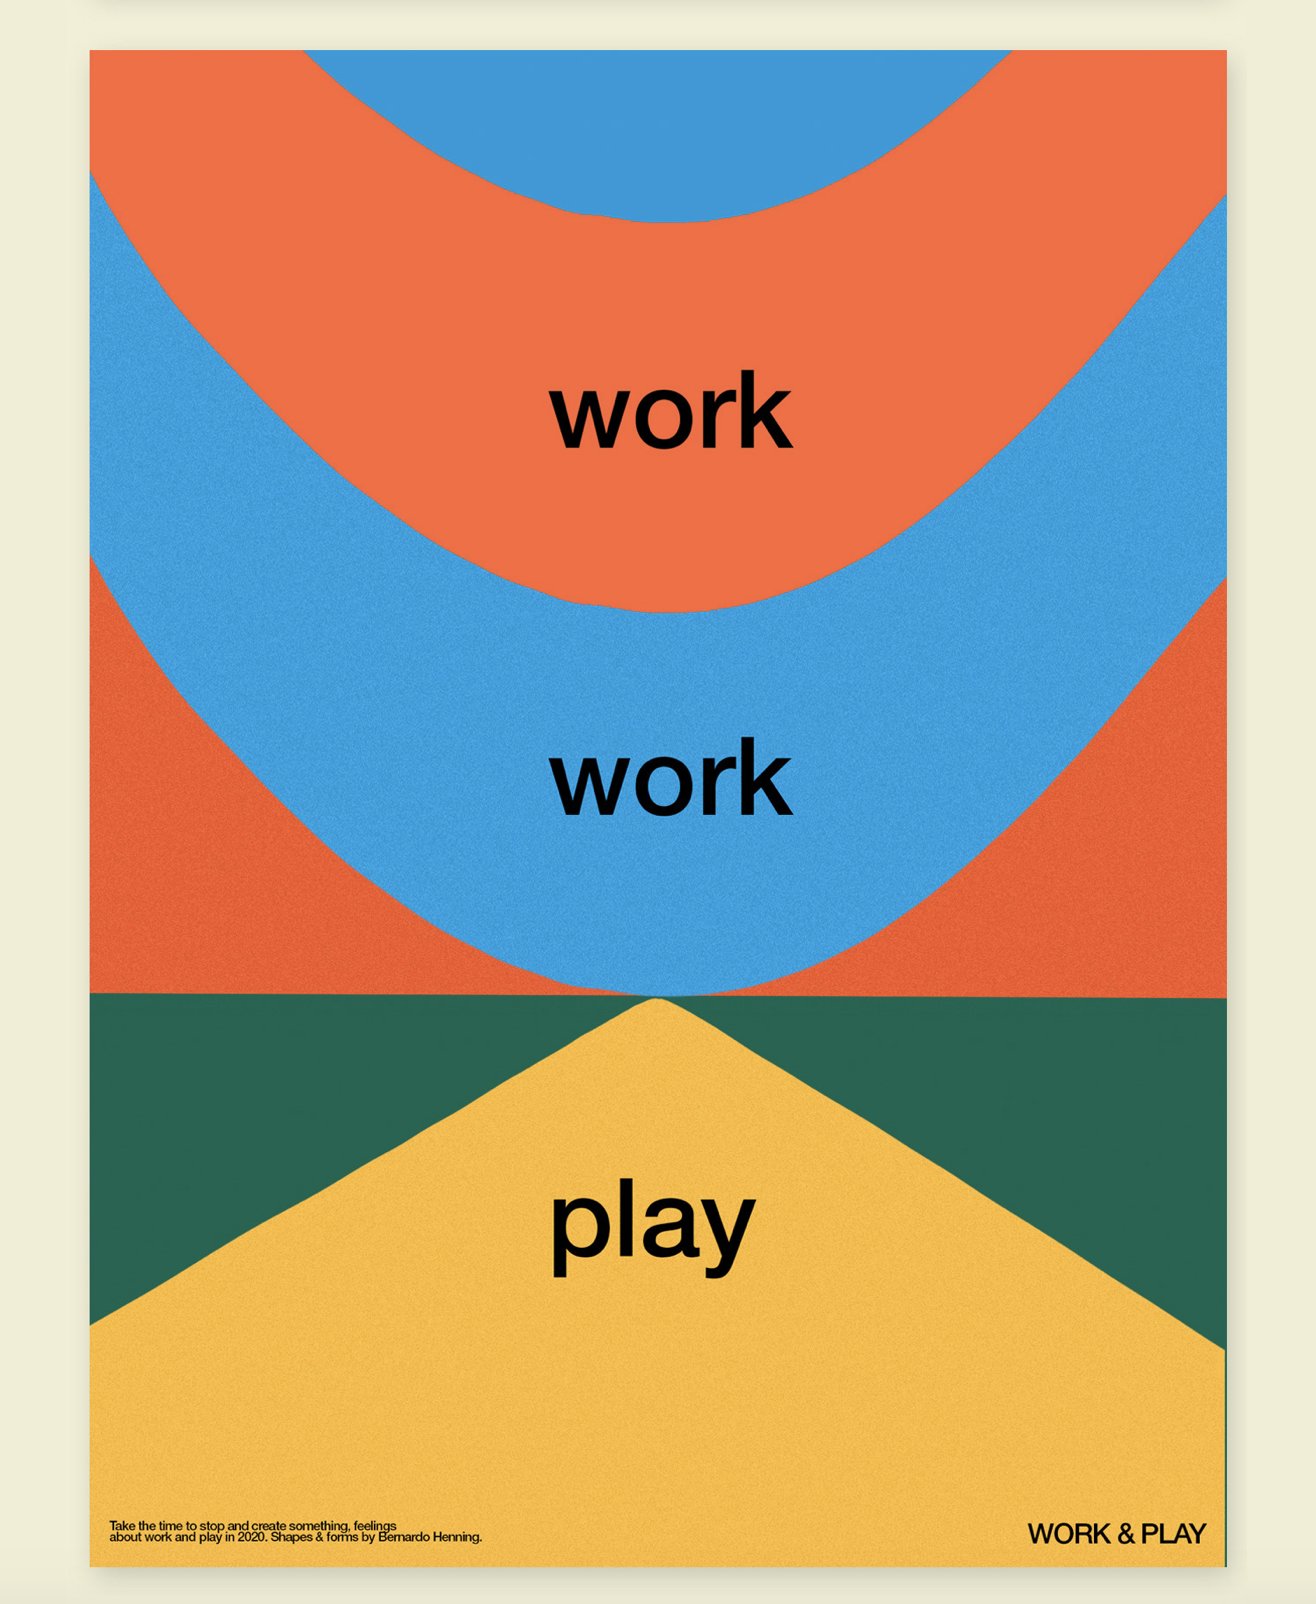 work
work
play
Take the time to stop and create something, feelings
about work and play in 2020. Shapes & forms by Bernardo Henning.
WORK & PLAY